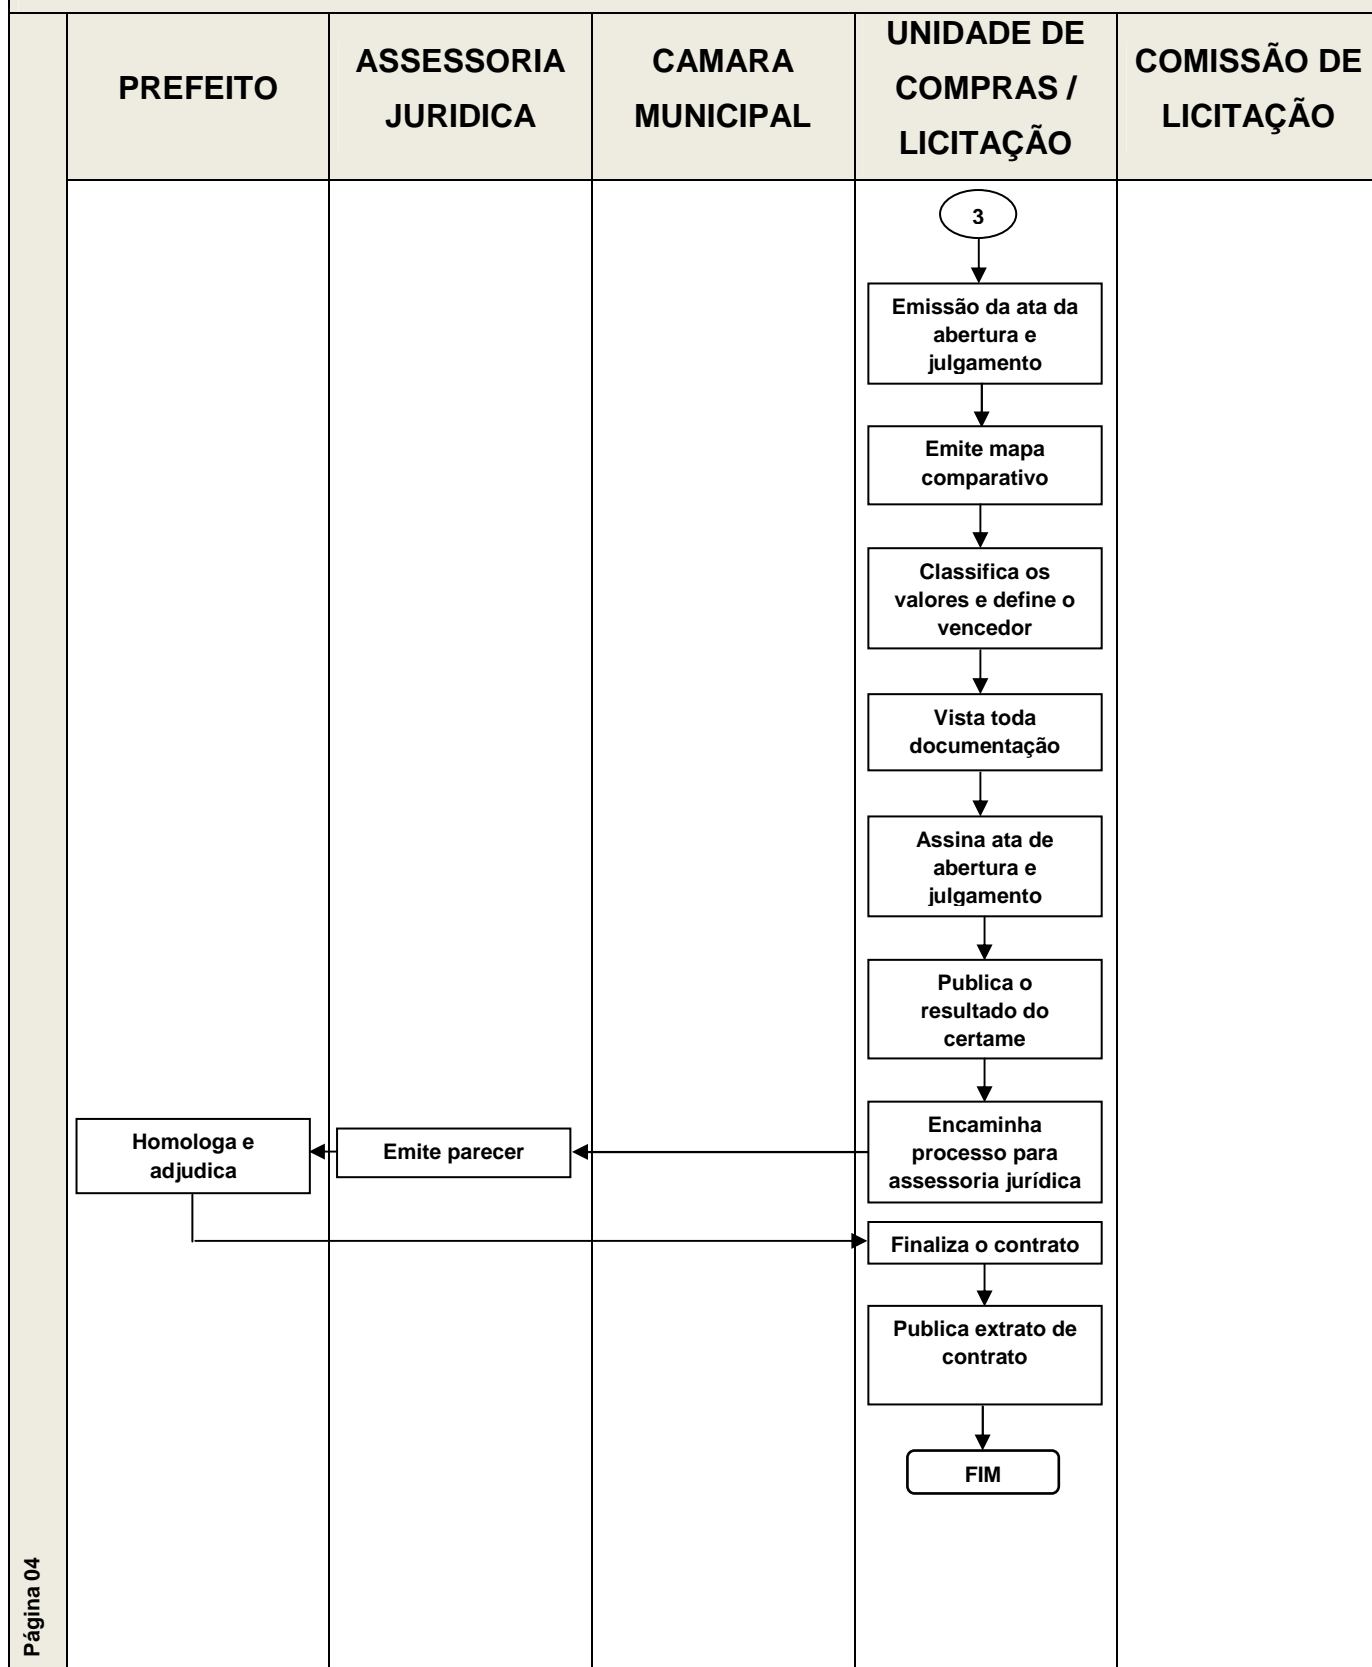 PREFEITO
ASSESSORIA
JURIDICA
CAMARA
MUNICIPAL
UNIDADE DE
COMPRAS /
LICITAÇÃO
COMISSÃO DE
LICITAÇÃO
3
Emissão da ata da
abertura e
julgamento
Emite mapa
comparativo
Classifica os
valores e define o
vencedor
Vista toda
documentação
Assina ata de
abertura e
julgamento
Publica o
resultado do
certame
Encaminha
processo para
assessoria jurídica
Emite parecer
Homologa e
adjudica
Finaliza o contrato
Publica extrato de
contrato
FIM
Página 04